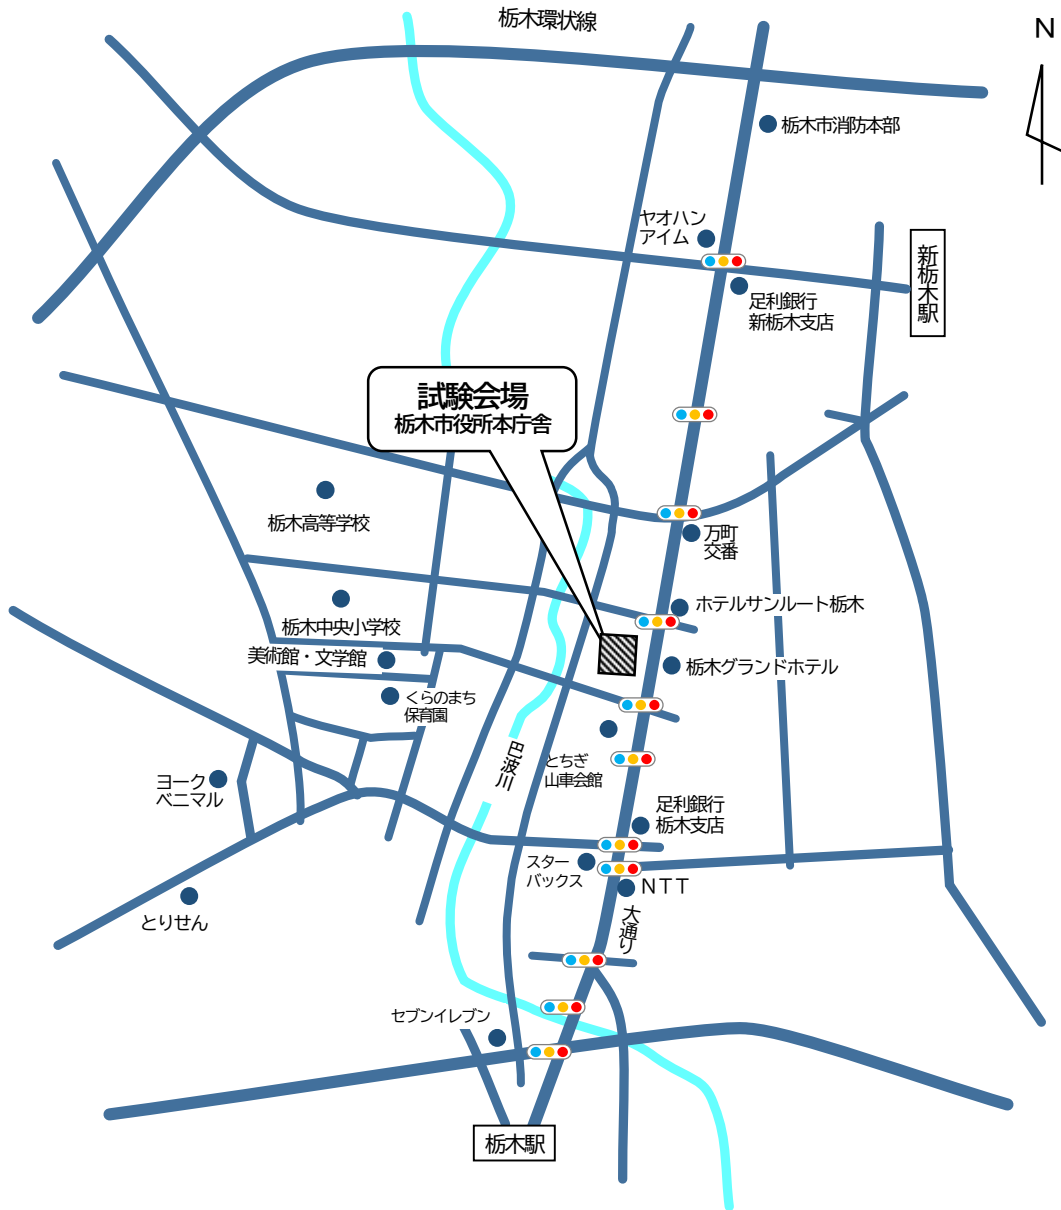 栃木環状線
N
栃木市消防本部
ヤオハン
アイム
新栃木駅
足利銀行
新栃木支店
試験会場
栃木市役所本庁舎
栃木高等学校
万町
交番
ホテルサンルート栃木
栃木中央小学校
美術館・文学館
栃木グランドホテル
くらのまち
保育園
巴波川
とちぎ
山車会館
ヨーク
ベニマル
足利銀行
栃木支店
スター
バックス
NTT
とりせん
大通り
セブンイレブン
栃木駅